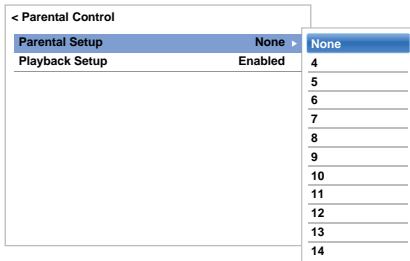 < Parental Control
Parental Setup None
Playback Setup Enabled
None
4
5
6
7
8
9
10
11
12
13
14